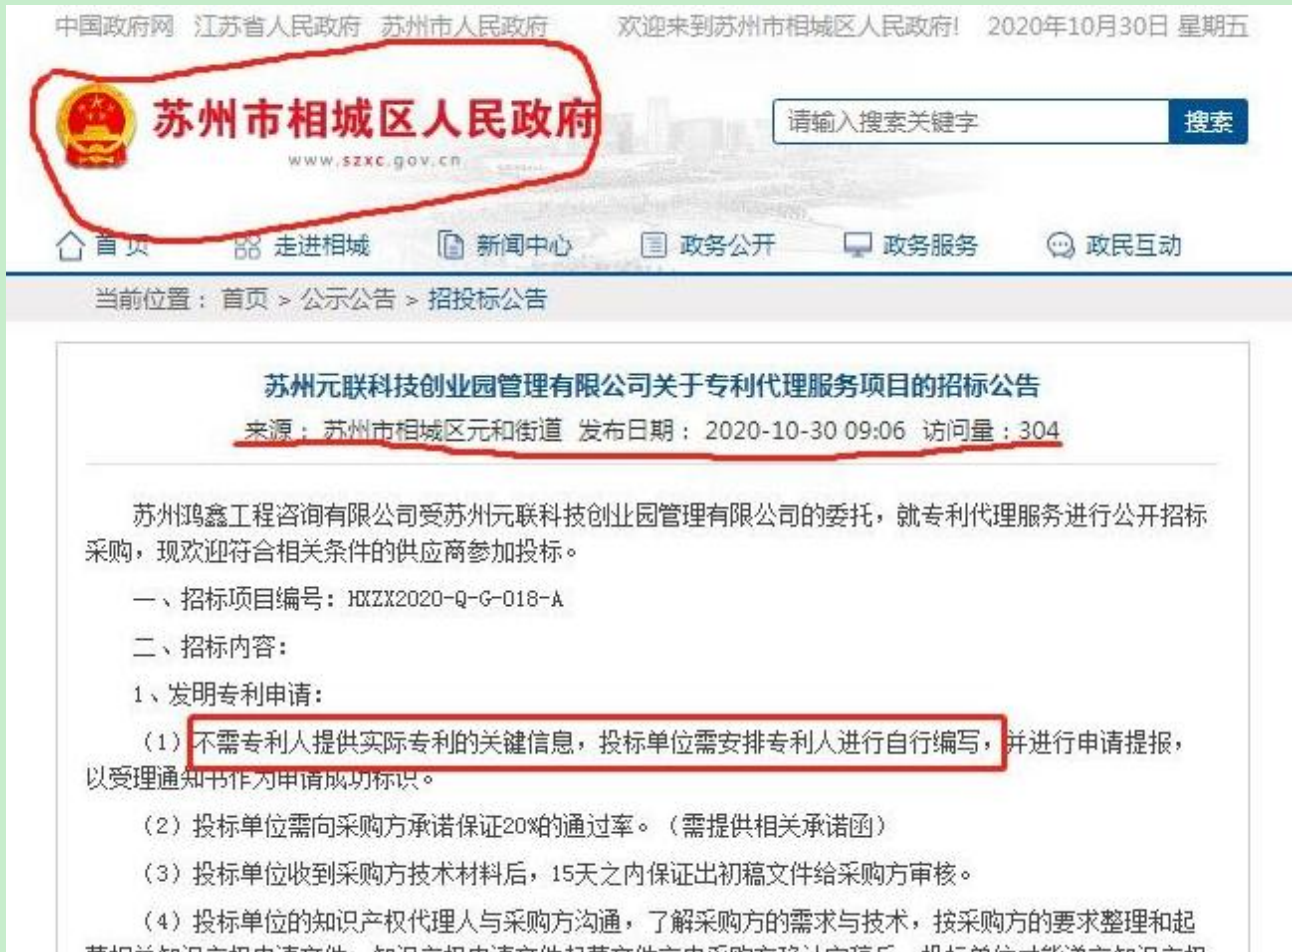 中国政府网 江苏省人民政府 苏州市人民政府 欢迎来到苏州市相城区人民政府! 2020年10月30日 星期五
苏州市相城区人民政府
www.szxc.gov.cn
请输入搜索关键字 搜索
首页 走进相城 新闻中心 政务公开 政务服务 政民互动
当前位置: 首页 > 公示公告 > 招投标公告
苏州元联科技创业园管理有限公司关于专利代理服务项目的招标公告
来源: 苏州市相城区元和街道 发布日期: 2020-10-30 09:06 访问量:304
苏州鸿鑫工程咨询有限公司受苏州元联科技创业园管理有限公司的委托,就专利代理服务进行公开招标
采购,现欢迎符合相关条件的供应商参加投标。
一、招标项目编号: HXZX2020-Q-G-018-A
二、招标内容:
1、发明专利申请:
(1)不需专利人提供实际专利的关键信息,投标单位需安排专利人进行自行编写,并进行申请提报,
以受理通知书作为申请成功标识。
(2)投标单位需向采购方承诺保证20%的通过率。(需提供相关承诺函)
(3)投标单位收到采购方技术材料后,15天之内保证出初稿文件给采购方审核。
(4)投标单位的知识产权代理人与采购方沟通,了解采购方的需求与技术,按采购方的要求整理和起